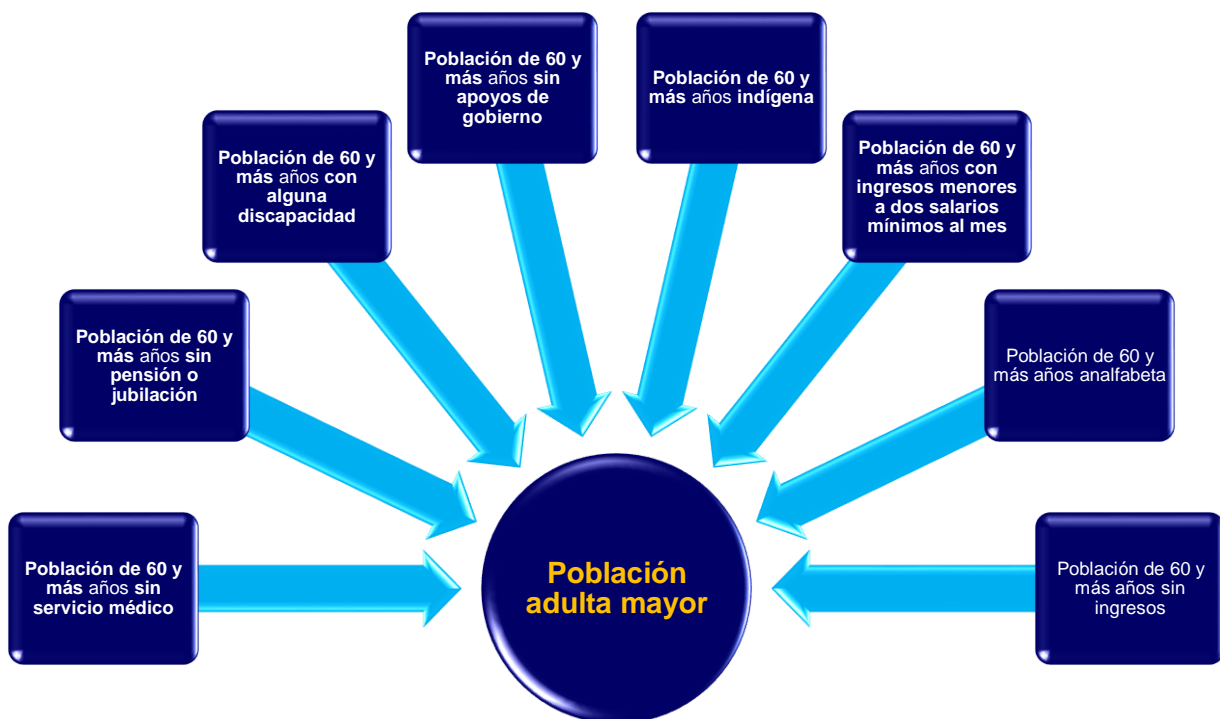 Población de 60 y
más años sin
servicio médico
Población de 60 y
más años sin
pensión o
jubilación
Población de 60 y
más años con
alguna
discapacidad
Población de 60 y
más años sin
apoyos de
gobierno
Población de 60 y
más años indígena
Población de 60 y
más años con
ingresos menores
a dos salarios
mínimos al mes
Población de 60 y
más años analfabeta
Población de 60 y
más años sin
ingresos
Población
adulta mayor